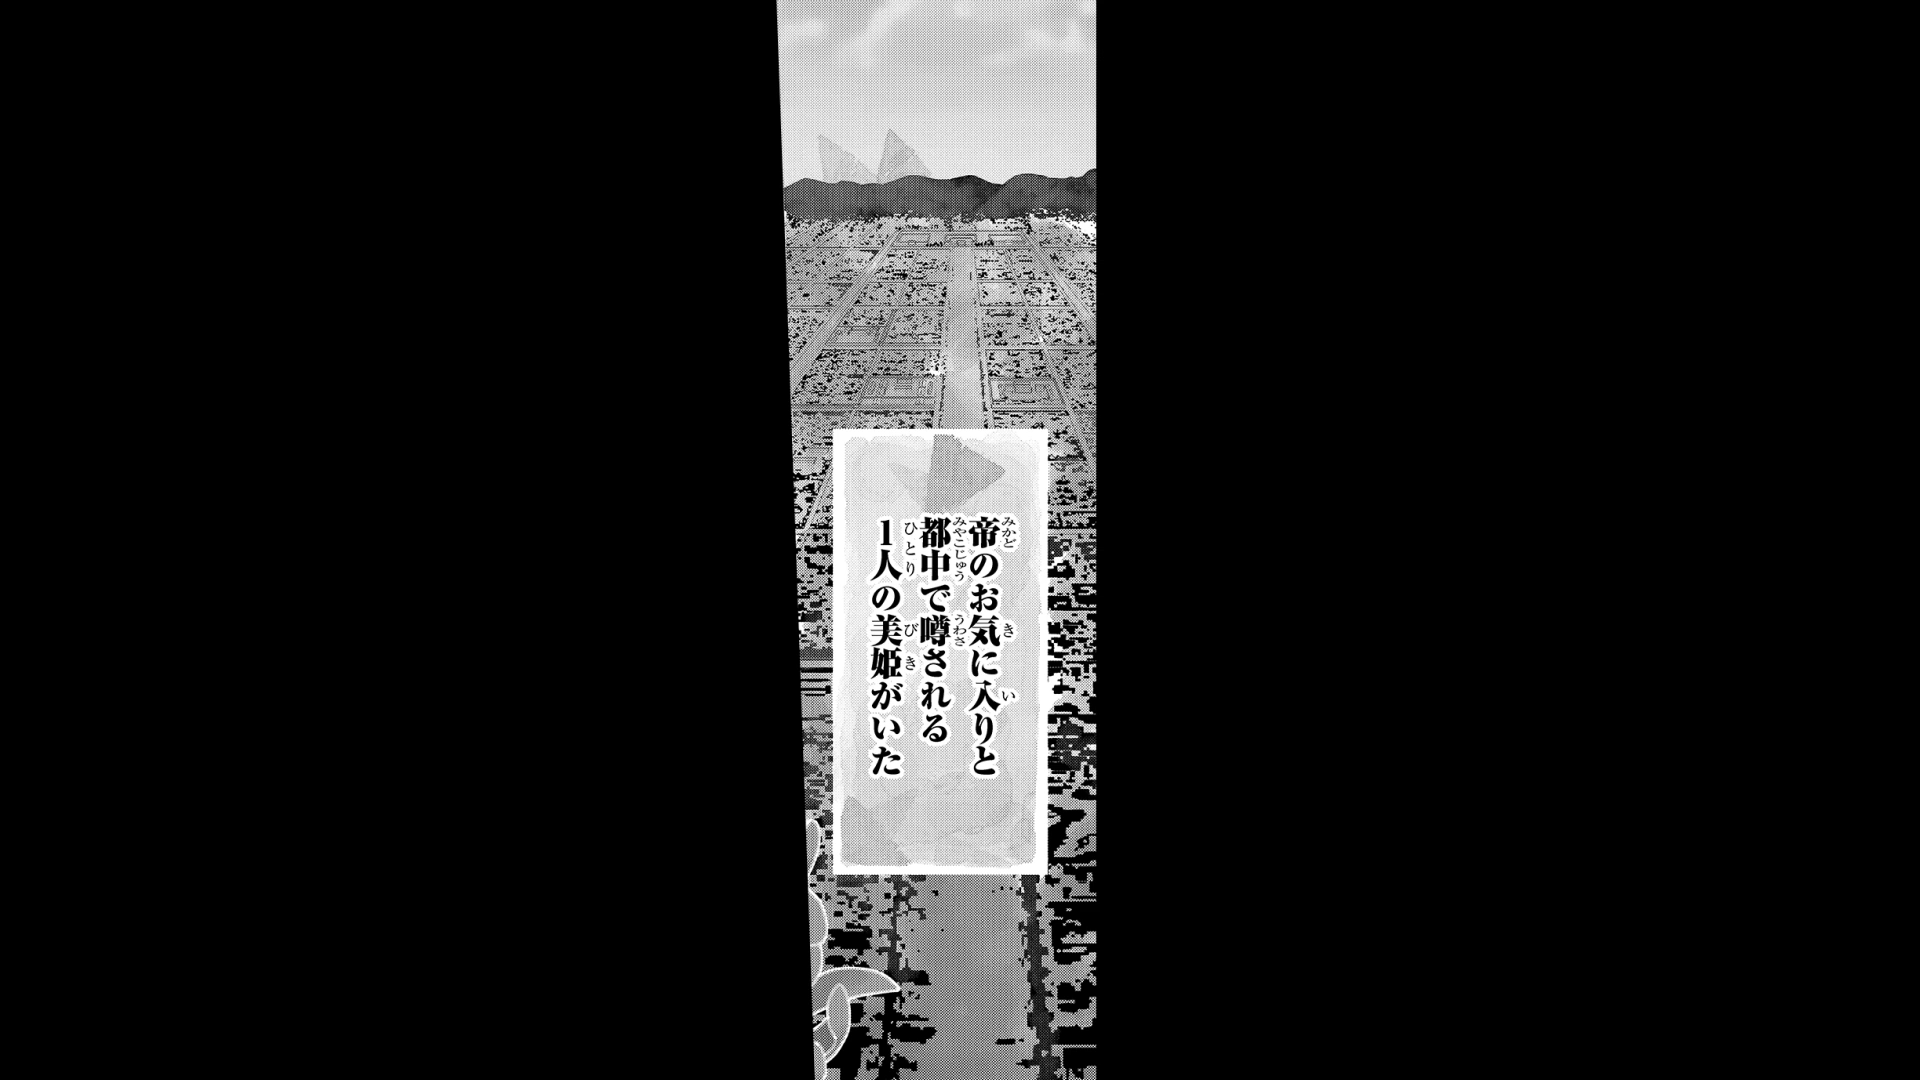 帝のお気に入りと
都中で噂される
1人の美姫がいた